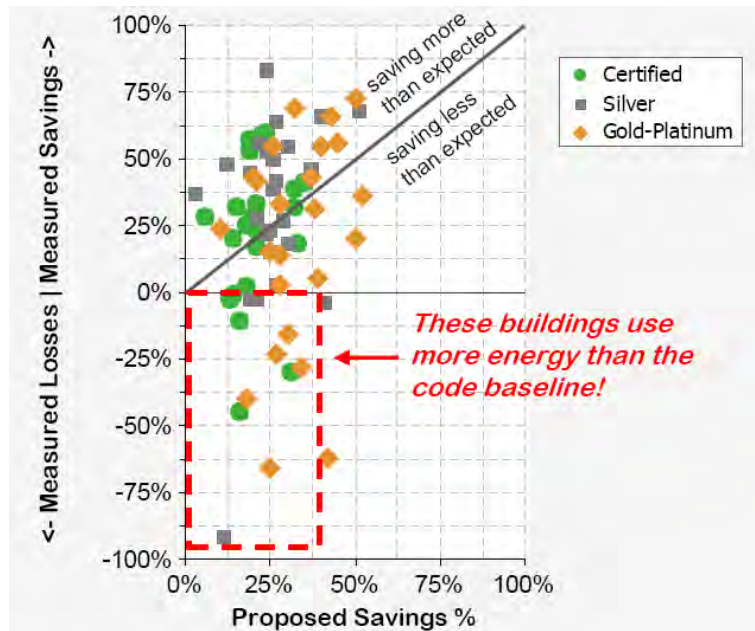 100%
75%
50%
25%
0%
-25%
-50%
-75%
-100%
<- Measured Losses | Measured Savings ->
saving more
than expected
saving less
than expected
These buildings use
more energy than the
code baseline!
0%
25%
50%
75%
100%
Proposed Savings %
Certified
Silver
Gold-Platinum